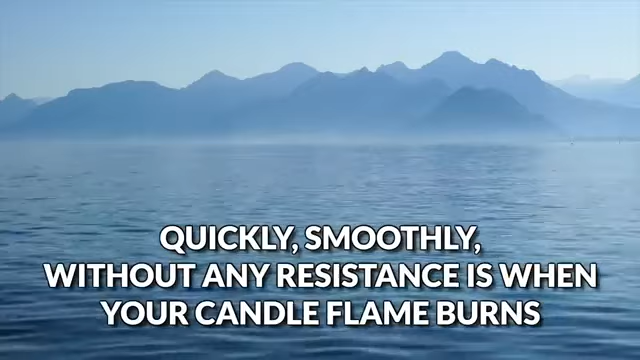 QUICKLY, SMOOTHLY,
WITHOUT ANY RESISTANCE IS WHEN
YOUR CANDLE FLAME BURNS